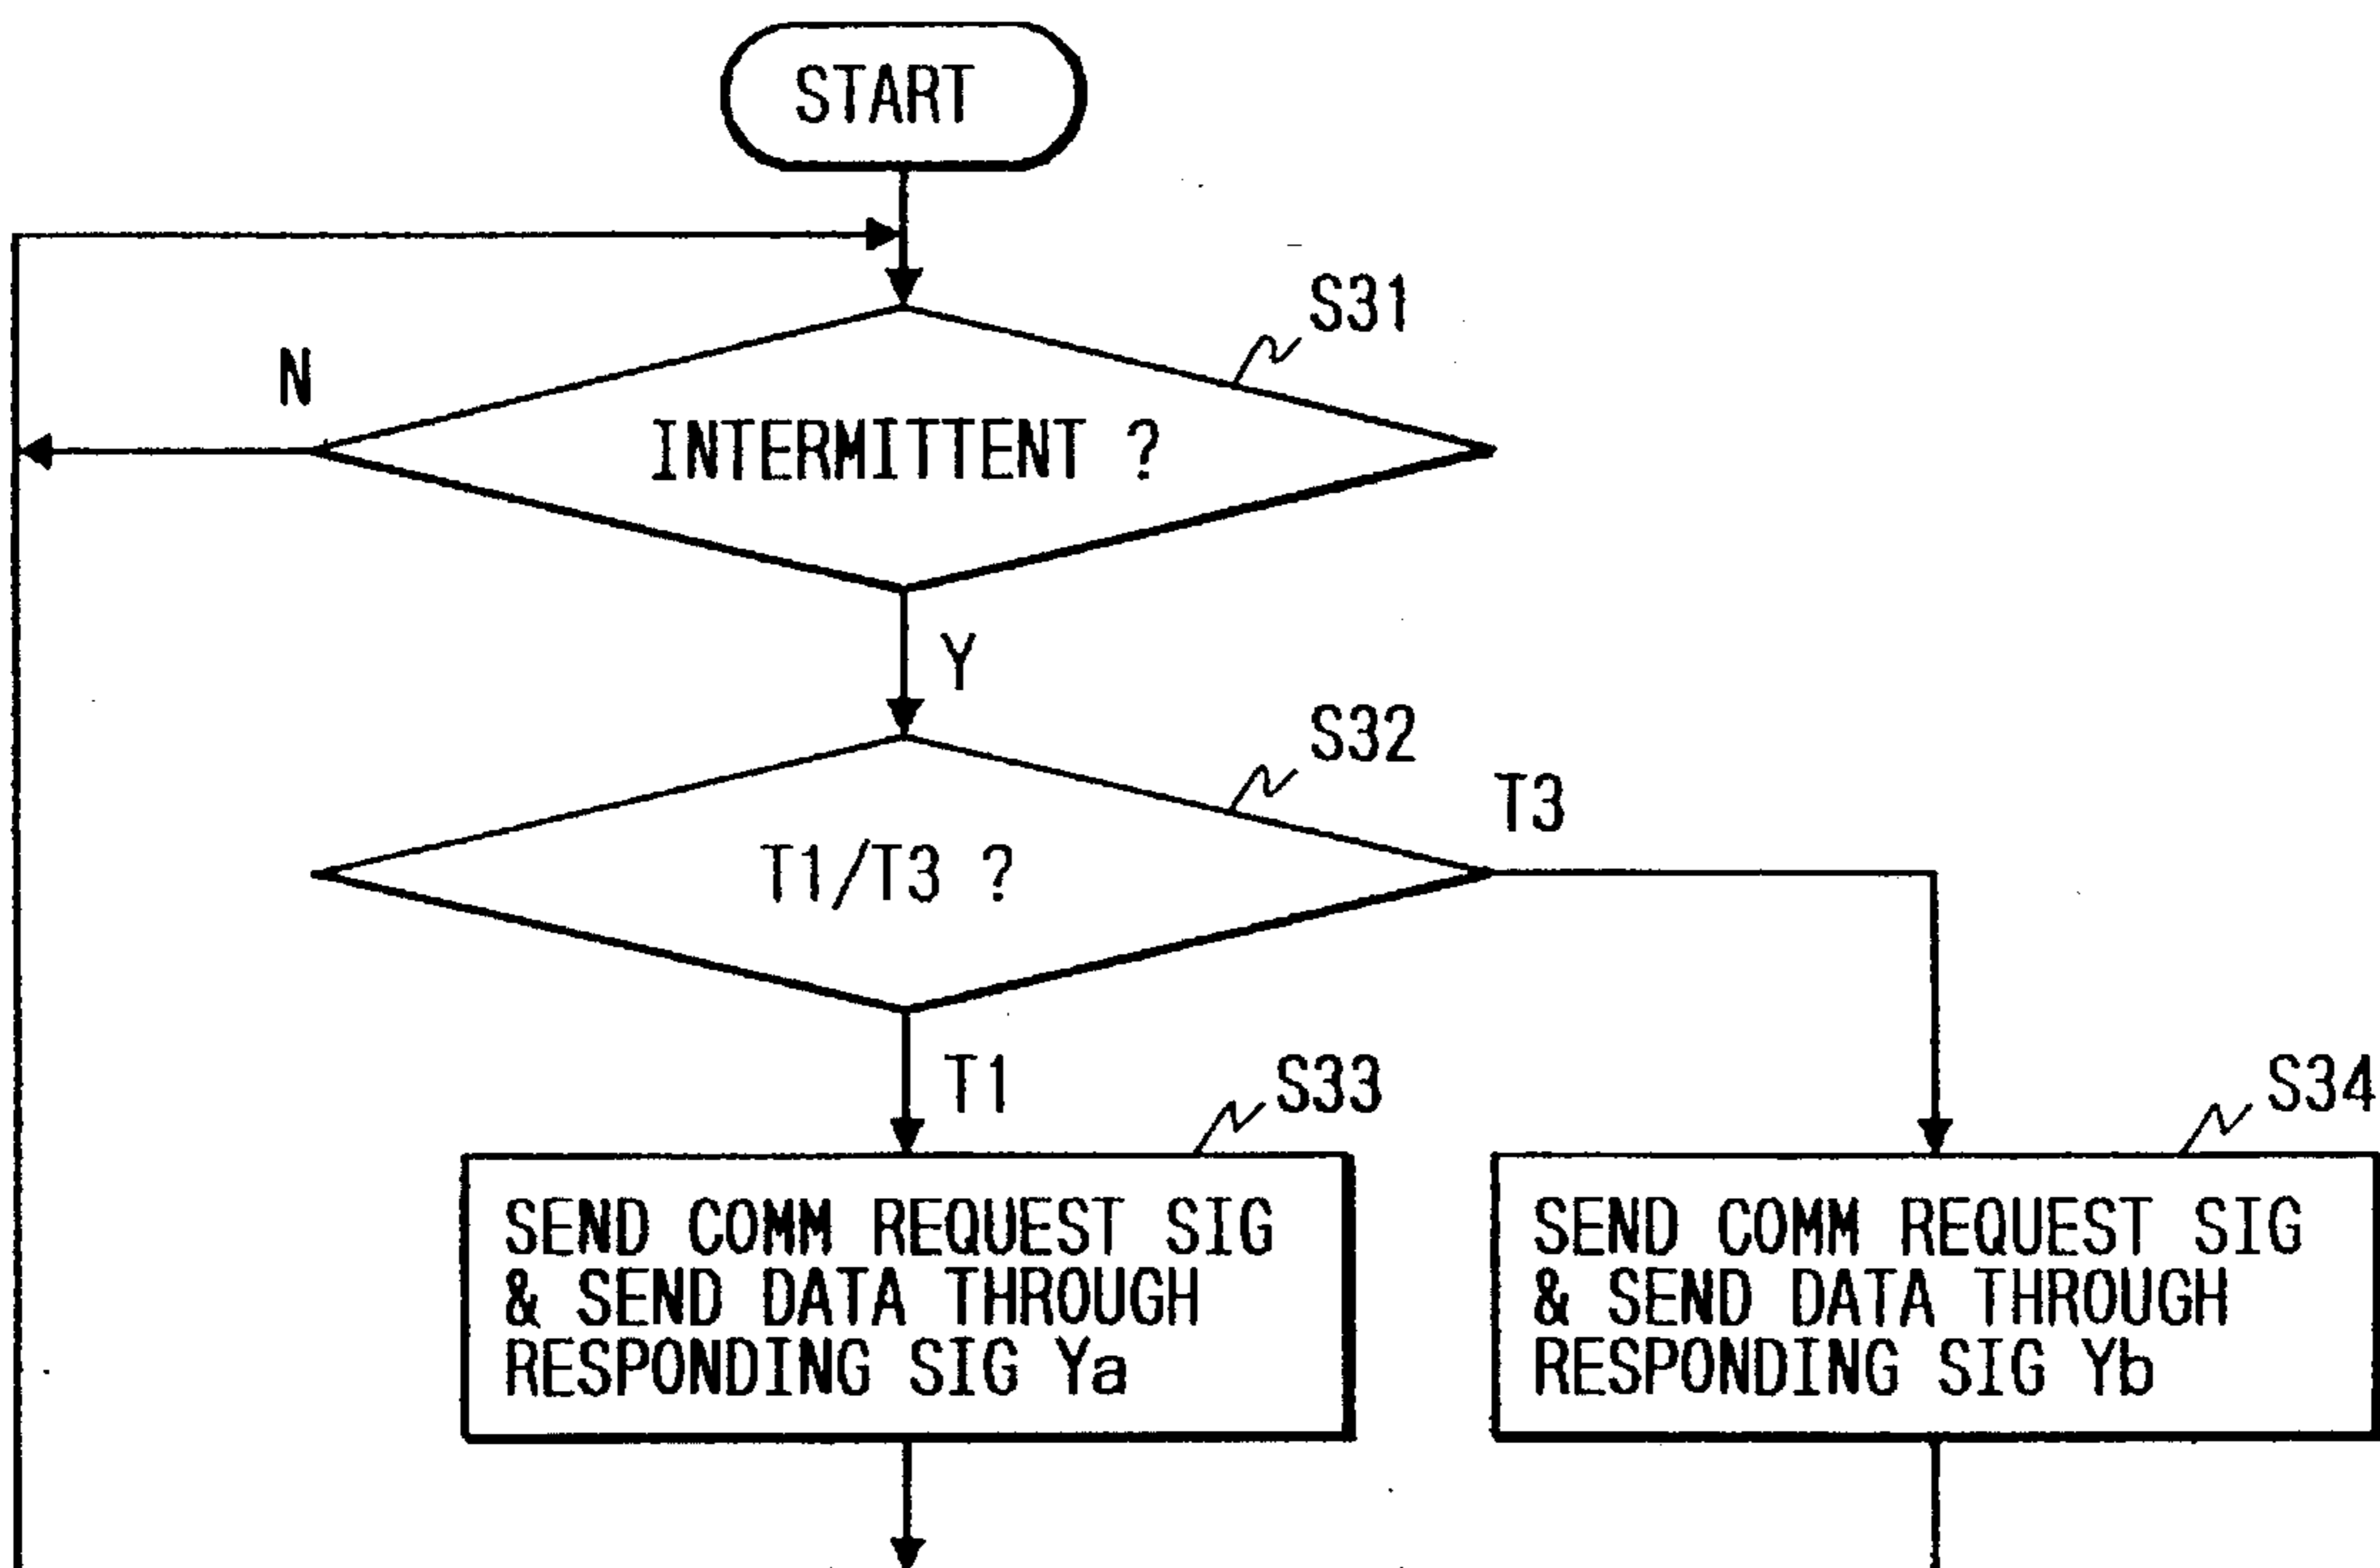 START
S31
N
INTERMITTENT ?
Y
S32
T3
T1/T3 ?
T1
S33
S34
SEND COMM REQUEST SIG
& SEND DATA THROUGH
RESPONDING SIG Ya
SEND COMM REQUEST SIG
& SEND DATA THROUGH
RESPONDING SIG Yb